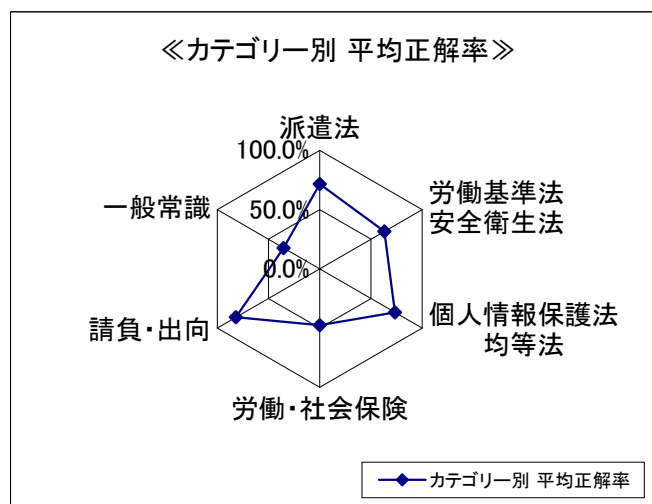 ≪カテゴリー別 平均正解率≫
派遣法
100.0%
労働基準法
安全衛生法
一般常識
50.0%
0.0%
個人情報保護法
均等法
請負・出向
労働・社会保険
カテゴリー別 平均正解率